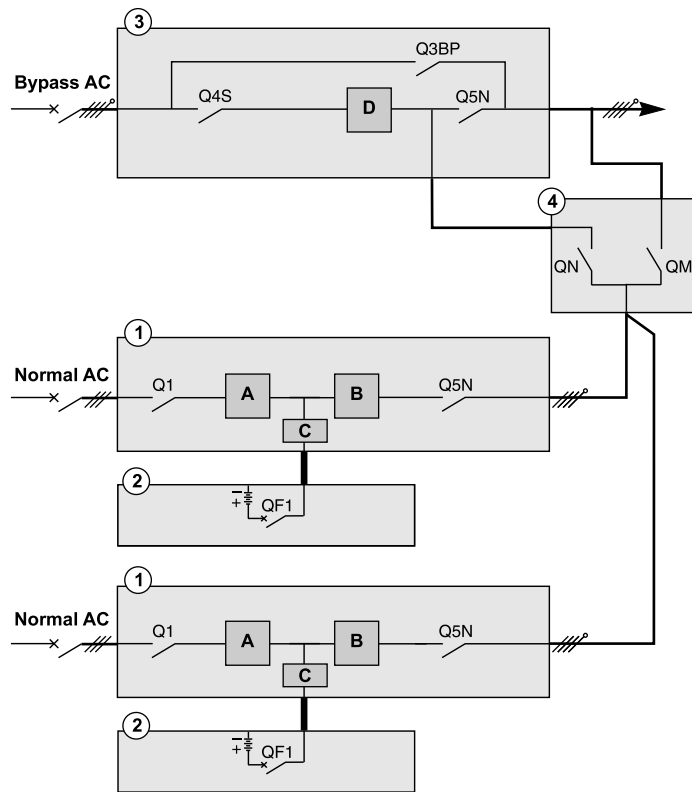 3
Q3BP
Bypass AC
Q4S
D
Q5N
4
QN
QM
1
Normal AC
Q1
A
B
Q5N
C
2
−
+
QF1
1
Normal AC
Q1
A
B
Q5N
C
2
−
+
QF1